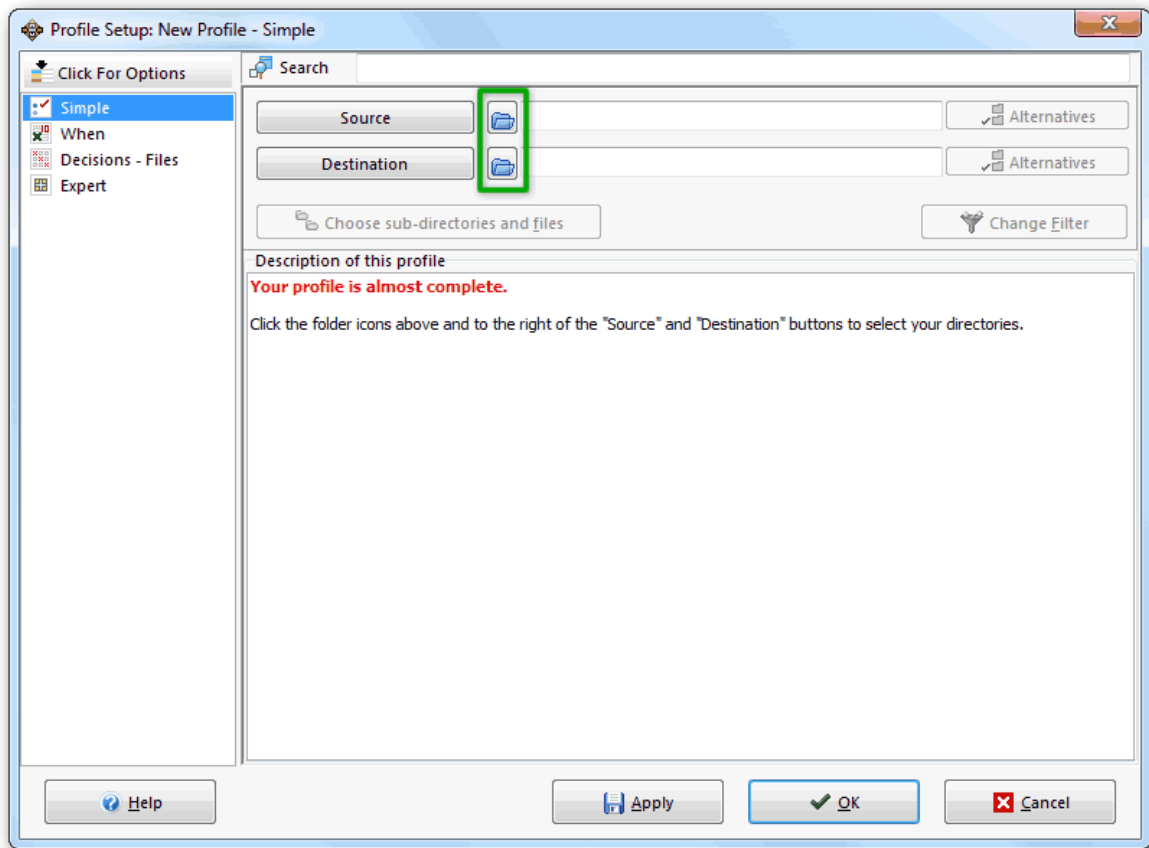 Profile Setup: New Profile - Simple
Click For Options
Simple
When
Decisions - Files
Expert
Search
Source
Alternatives
Destination
Alternatives
Choose sub-directories and files
Change Filter
Description of this profile
Your profile is almost complete.
Click the folder icons above and to the right of the "Source" and "Destination" buttons to select your directories.
Help
Apply
OK
Cancel